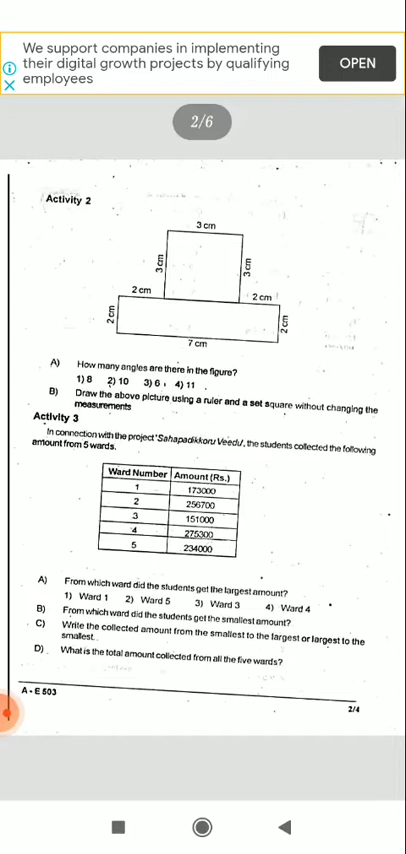 We support companies in implementing
their digital growth projects by qualifying
employees
OPEN
2/6
Activity 2
3 cm
3 cm
3 cm
2 cm
2 cm
2 cm
2 cm
7 cm
A) How many angles are there in the figure?
1) 8 2) 10 3) 6 4) 11
B) Draw the above picture using a ruler and a set square without changing the
measurements
Activity 3
In connection with the project 'Sahapadikkoru Veedu', the students collected the following
amount from 5 wards.
Ward Number Amount (Rs.)
1 173000
2 256700
3 151000
4 275300
5 234000
A) From which ward did the students get the largest amount?
1) Ward 1 2) Ward 5 3) Ward 3 4) Ward 4
B) From which ward did the students get the smallest amount?
C) Write the collected amount from the smallest to the largest or largest to the
smallest.
D) What is the total amount collected from all the five wards?
A - E 503
2/4